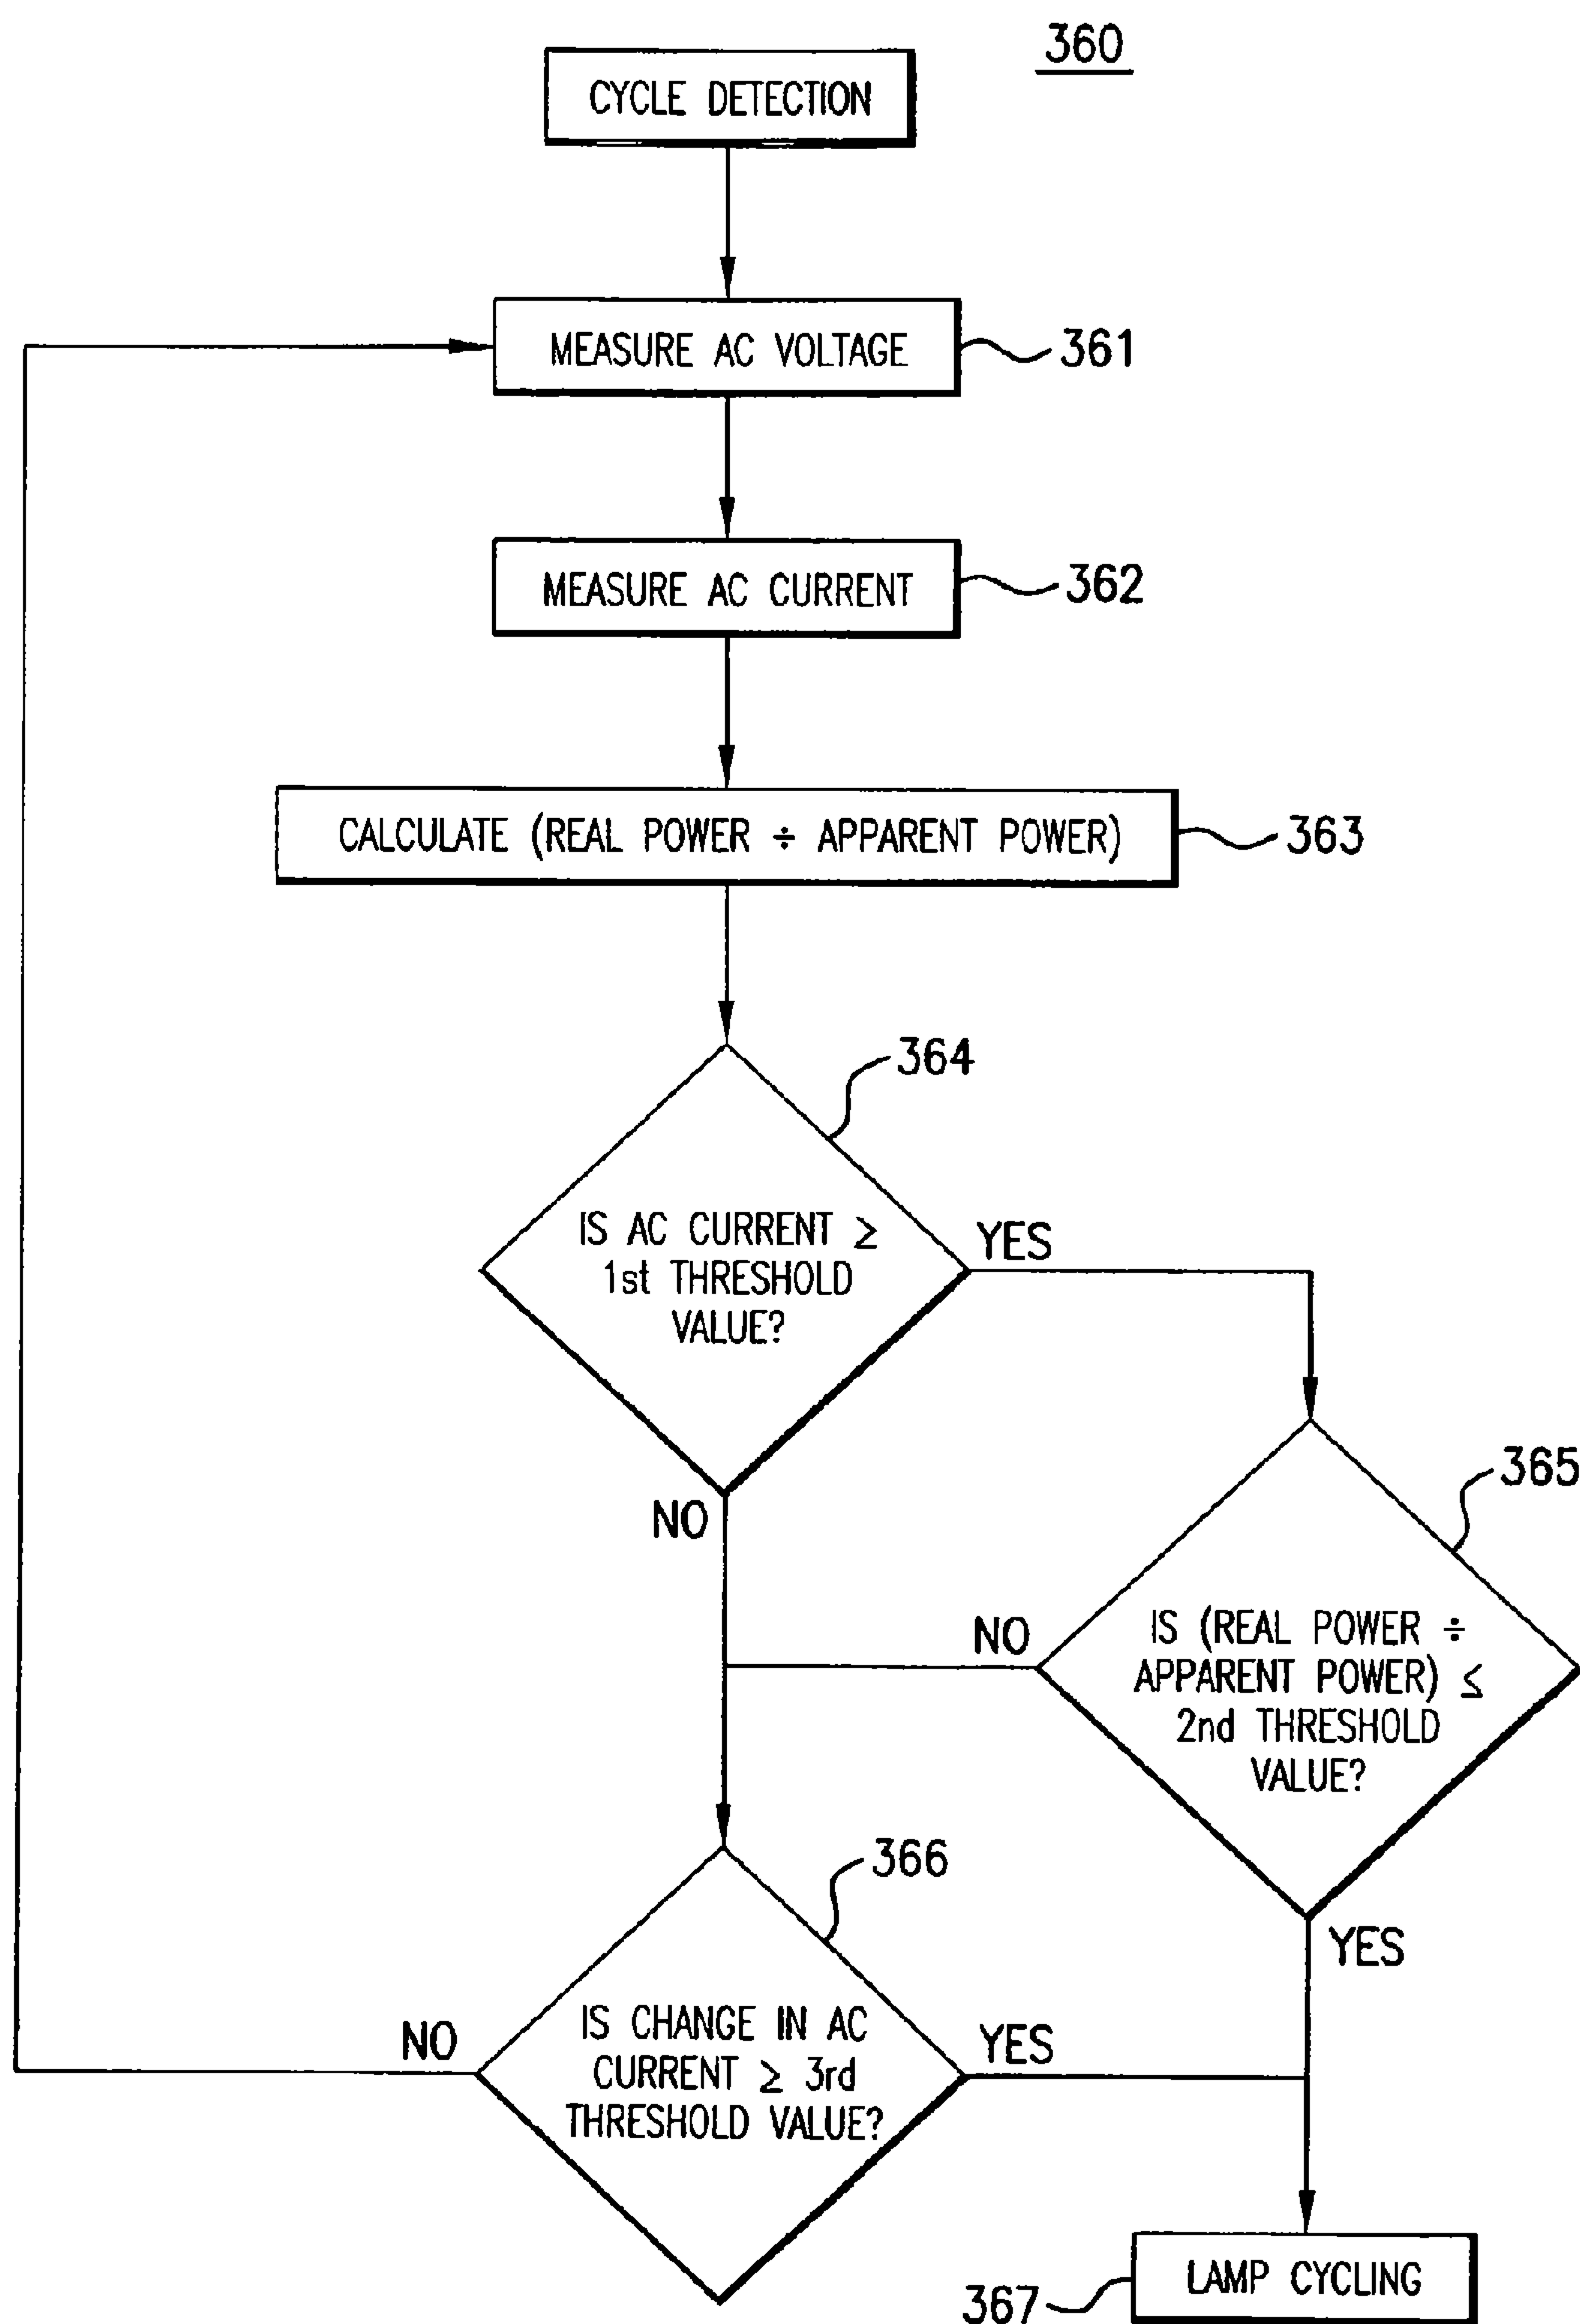 360
CYCLE DETECTION
MEASURE AC VOLTAGE
361
MEASURE AC CURRENT
362
CALCULATE (REAL POWER ÷ APPARENT POWER)
363
364
IS AC CURRENT ≥
1st THRESHOLD
VALUE?
YES
NO
365
IS (REAL POWER ÷
APPARENT POWER) ≤
2nd THRESHOLD
VALUE?
NO
YES
366
IS CHANGE IN AC
CURRENT ≥ 3rd
THRESHOLD VALUE?
NO
YES
LAMP CYCLING
367